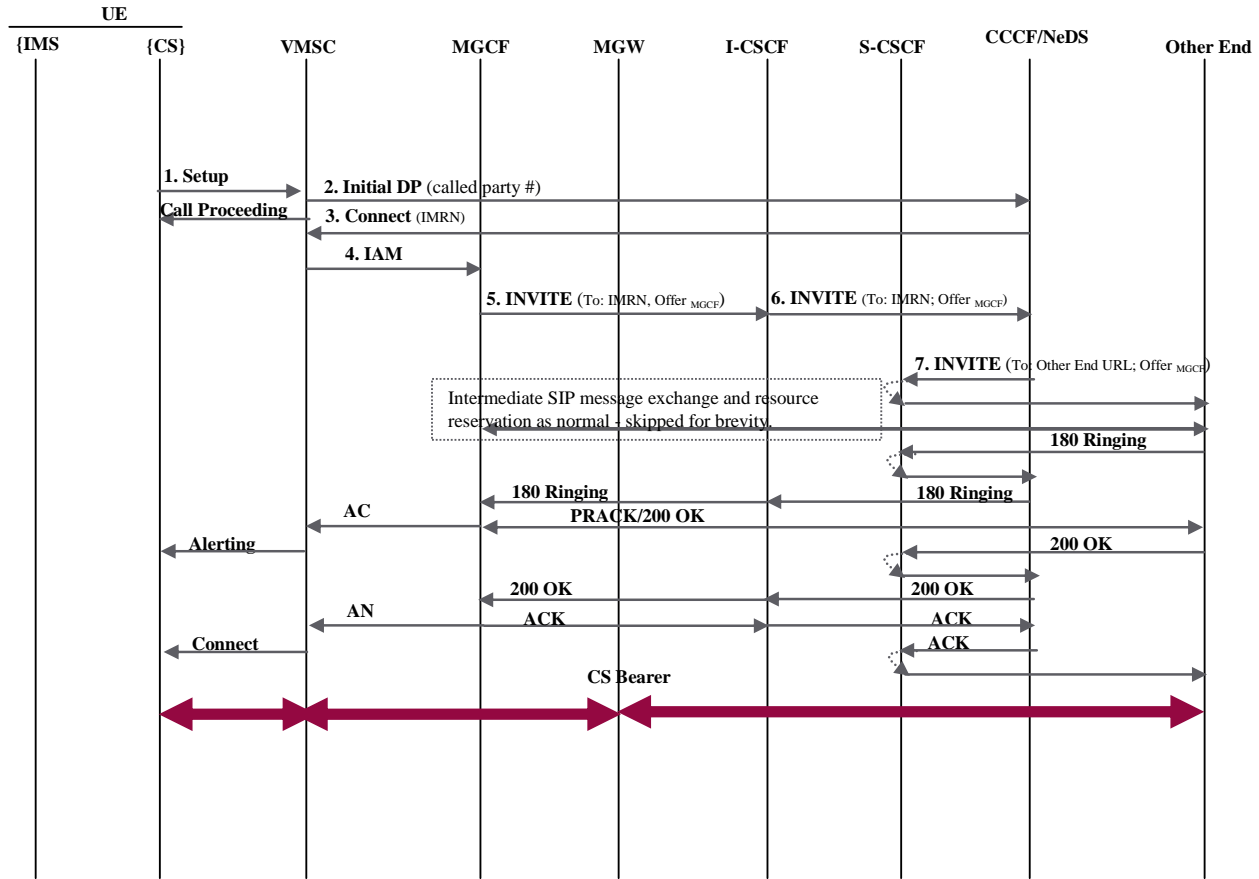 UE
{IMS {CS} VMSC MGCF MGW I-CSCF S-CSCF CCCF/NeDS Other End
1. Setup
2. Initial DP (called party #)
Call Proceeding
3. Connect (IMRN)
4. IAM
5. INVITE (To: IMRN, Offer MGCF)
6. INVITE (To: IMRN; Offer MGCF)
7. INVITE (To: Other End URL; Offer MGCF)
Intermediate SIP message exchange and resource
reservation as normal - skipped for brevity.
180 Ringing
180 Ringing
180 Ringing
AC
PRACK/200 OK
Alerting
200 OK
200 OK
200 OK
AN
ACK
ACK
Connect
ACK
CS Bearer